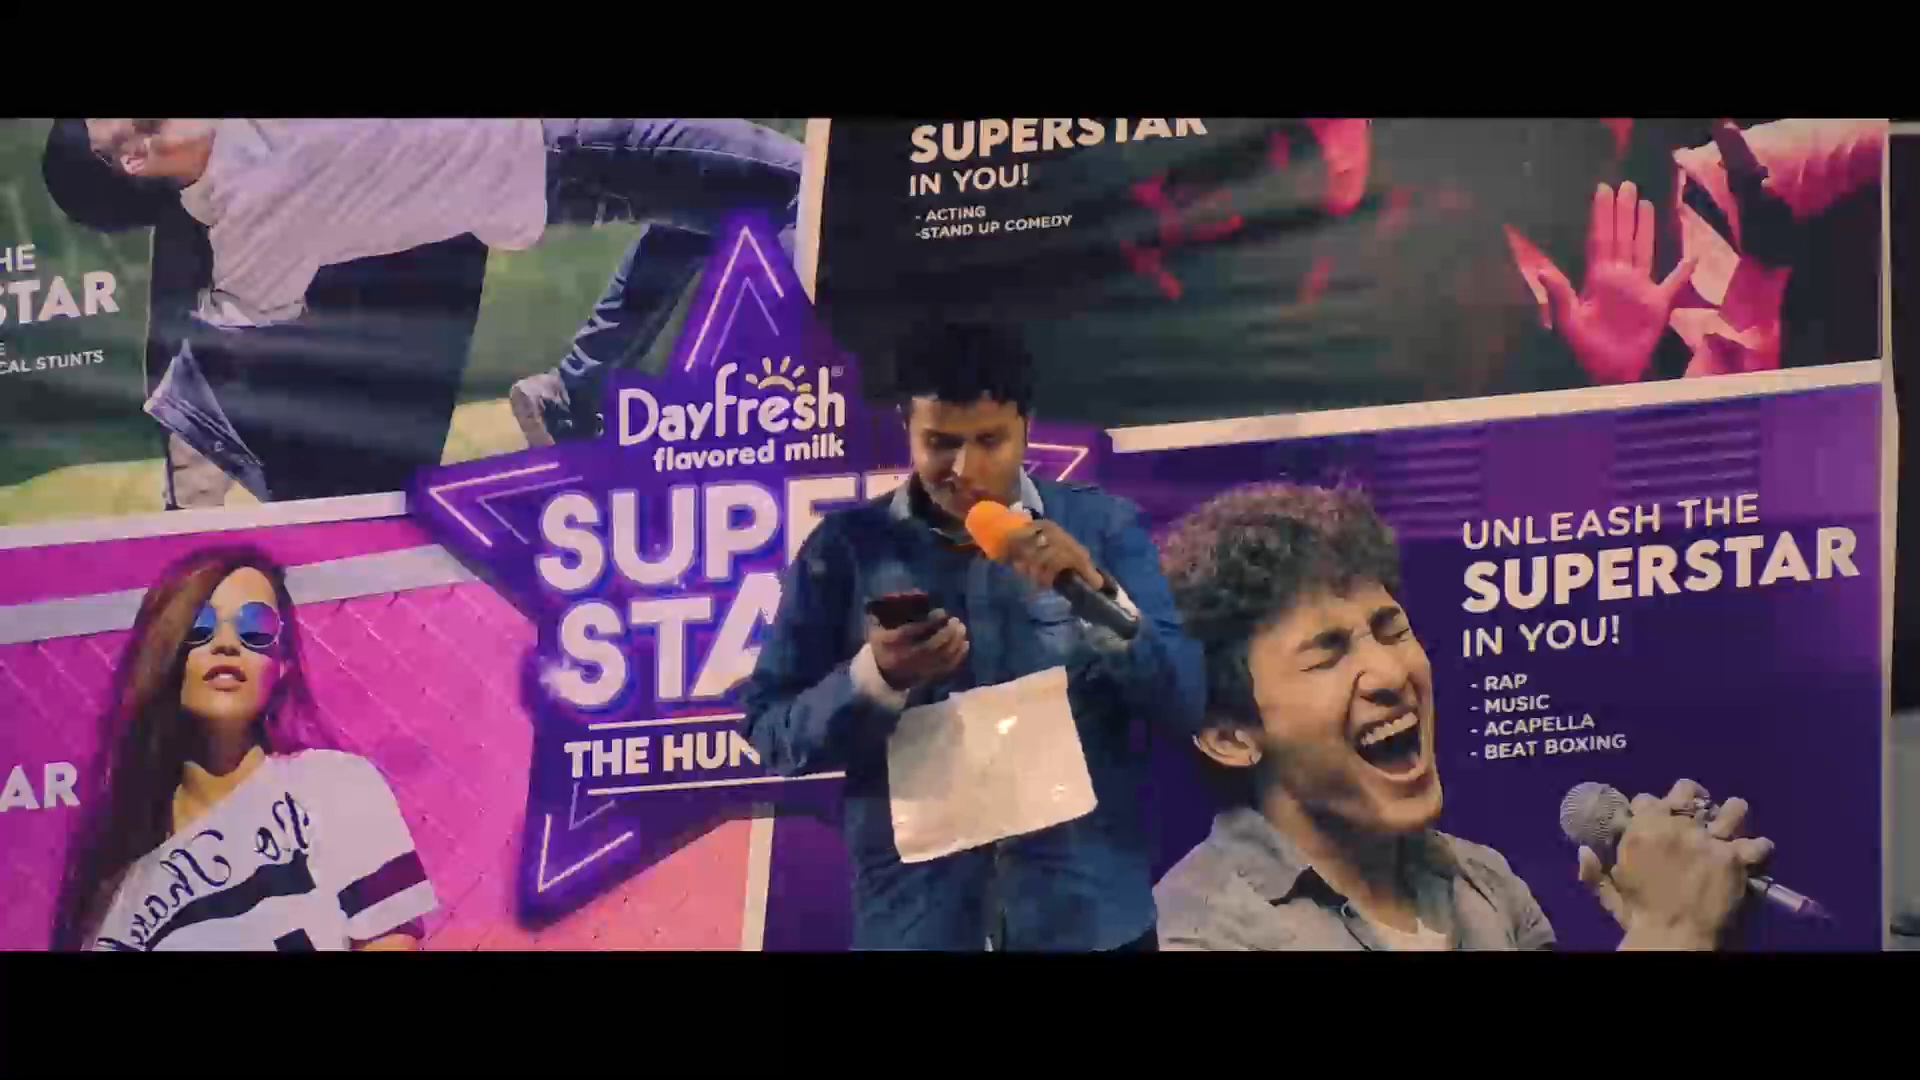 HE
STAR
E
CAL STUNTS
SUPERSTAR
IN YOU!
- ACTING
-STAND UP COMEDY
Dayfresh®
flavored milk
SUPE
STA
THE HUN
UNLEASH THE
SUPERSTAR
IN YOU!
- RAP
- MUSIC
- ACAPELLA
- BEAT BOXING
AR